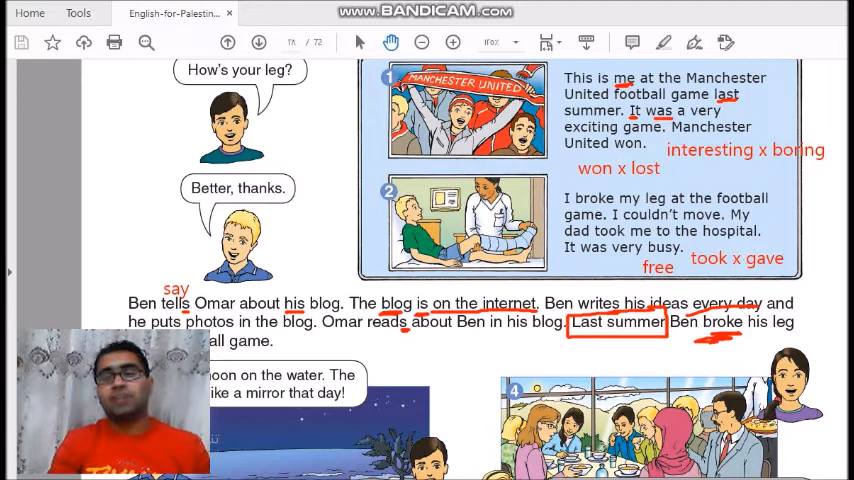 www.BANDICAM.com
Home
Tools
English-for-Palestin...
×
/ 72
How's your leg?
Better, thanks.
1
MANCHESTER UNITED
This is me at the Manchester
United football game last
summer. It was a very
exciting game. Manchester
United won.
interesting x boring
won x lost
2
I broke my leg at the football
game. I couldn't move. My
dad took me to the hospital.
It was very busy.
took x gave
free
say
Ben tells Omar about his blog. The blog is on the internet. Ben writes his ideas every day and
he puts photos in the blog. Omar reads about Ben in his blog. Last summer Ben broke his leg
all game.
moon on the water. The
ike a mirror that day!
4